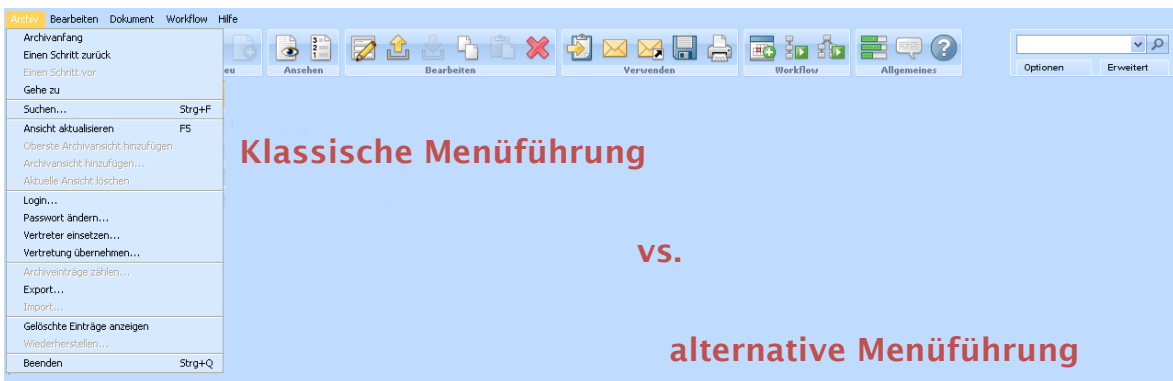 Archiv Bearbeiten Dokument Workflow Hilfe
Archivanfang
Einen Schritt zurück
Einen Schritt vor
Gehe zu
Suchen... Strg+F
Ansicht aktualisieren F5
Oberste Archivansicht hinzufügen
Archivansicht hinzufügen...
Aktuelle Ansicht löschen
Login...
Passwort ändern...
Vertreter einsetzen...
Vertretung übernehmen...
Archiveinträge zählen...
Export...
Import...
Gelöschte Einträge anzeigen
Wiederherstellen...
Beenden Strg+Q
eu Ansehen Bearbeiten Verwenden Workflow Allgemeines
Optionen Erweitert
Klassische Menüführung
vs.
alternative Menüführung